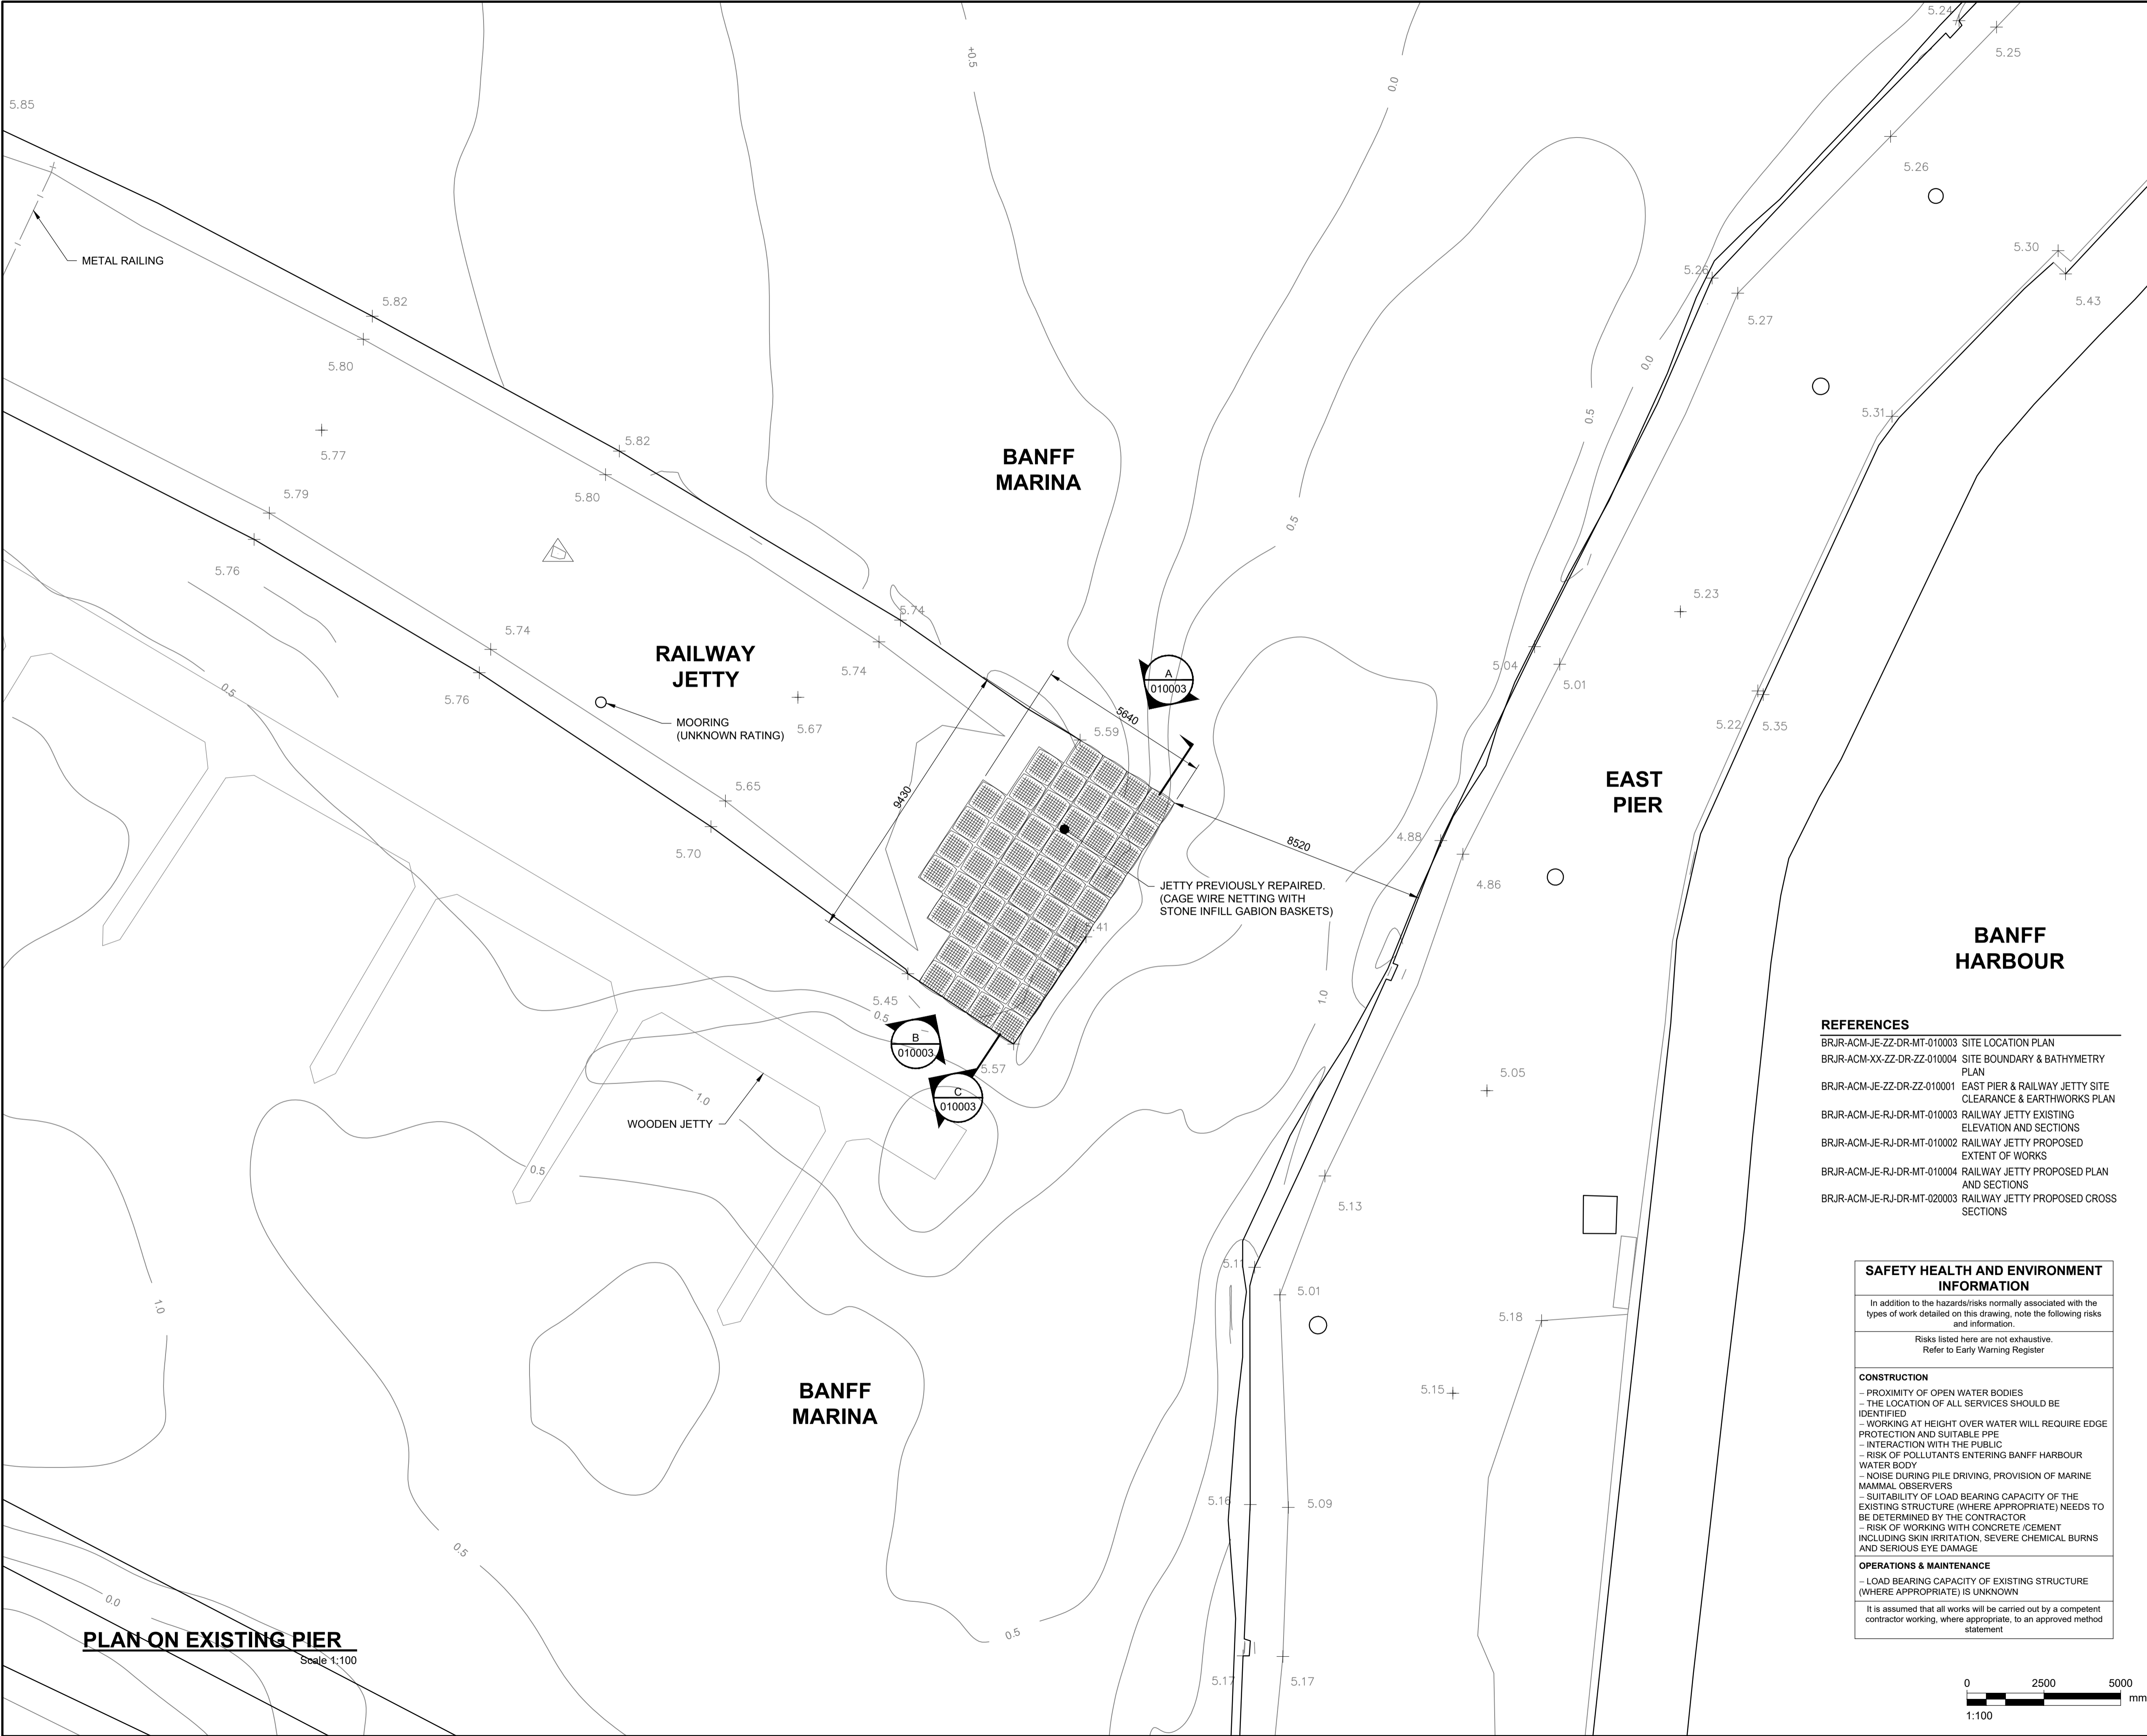 5.24
5.25
+0.5
0.0
5.85
5.26
METAL RAILING
5.30
5.26
5.43
5.82
5.27
5.80
0.0
5.82
0.5
5.31
5.77
BANFF
MARINA
5.79
5.80
0.5
5.76
5.23
5.74
5.74
RAILWAY
JETTY
5.74
A
010003
5.04
5.01
0.5
5.76
MOORING
(UNKNOWN RATING)
5.67
5640
5.59
5.22
5.35
EAST
PIER
5.65
9430
5.70
8520
4.88
4.86
JETTY PREVIOUSLY REPAIRED.
(CAGE WIRE NETTING WITH
STONE INFILL GABION BASKETS)
5.41
BANFF
HARBOUR
5.45
1.0
0.5
B
010003
5.57
C
010003
1.0
5.05
WOODEN JETTY
0.5
5.13
5.11
5.01
1.0
5.18
BANFF
MARINA
5.15
5.16
5.09
0.5
0.0
0.5
5.17
5.17
PLAN ON EXISTING PIER
Scale 1:100
REFERENCES
BRJR-ACM-JE-ZZ-DR-MT-010003 SITE LOCATION PLAN
BRJR-ACM-XX-ZZ-DR-ZZ-010004 SITE BOUNDARY & BATHYMETRY
PLAN
BRJR-ACM-JE-ZZ-DR-ZZ-010001 EAST PIER & RAILWAY JETTY SITE
CLEARANCE & EARTHWORKS PLAN
BRJR-ACM-JE-RJ-DR-MT-010003 RAILWAY JETTY EXISTING
ELEVATION AND SECTIONS
BRJR-ACM-JE-RJ-DR-MT-010002 RAILWAY JETTY PROPOSED
EXTENT OF WORKS
BRJR-ACM-JE-RJ-DR-MT-010004 RAILWAY JETTY PROPOSED PLAN
AND SECTIONS
BRJR-ACM-JE-RJ-DR-MT-020003 RAILWAY JETTY PROPOSED CROSS
SECTIONS
SAFETY HEALTH AND ENVIRONMENT
INFORMATION
In addition to the hazards/risks normally associated with the
types of work detailed on this drawing, note the following risks
and information.
Risks listed here are not exhaustive.
Refer to Early Warning Register
CONSTRUCTION
– PROXIMITY OF OPEN WATER BODIES
– THE LOCATION OF ALL SERVICES SHOULD BE
IDENTIFIED
– WORKING AT HEIGHT OVER WATER WILL REQUIRE EDGE
PROTECTION AND SUITABLE PPE
– INTERACTION WITH THE PUBLIC
– RISK OF POLLUTANTS ENTERING BANFF HARBOUR
WATER BODY
– NOISE DURING PILE DRIVING, PROVISION OF MARINE
MAMMAL OBSERVERS
– SUITABILITY OF LOAD BEARING CAPACITY OF THE
EXISTING STRUCTURE (WHERE APPROPRIATE) NEEDS TO
BE DETERMINED BY THE CONTRACTOR
– RISK OF WORKING WITH CONCRETE /CEMENT
INCLUDING SKIN IRRITATION, SEVERE CHEMICAL BURNS
AND SERIOUS EYE DAMAGE
OPERATIONS & MAINTENANCE
– LOAD BEARING CAPACITY OF EXISTING STRUCTURE
(WHERE APPROPRIATE) IS UNKNOWN
It is assumed that all works will be carried out by a competent
contractor working, where appropriate, to an approved method
statement
0 2500 5000
mm
1:100